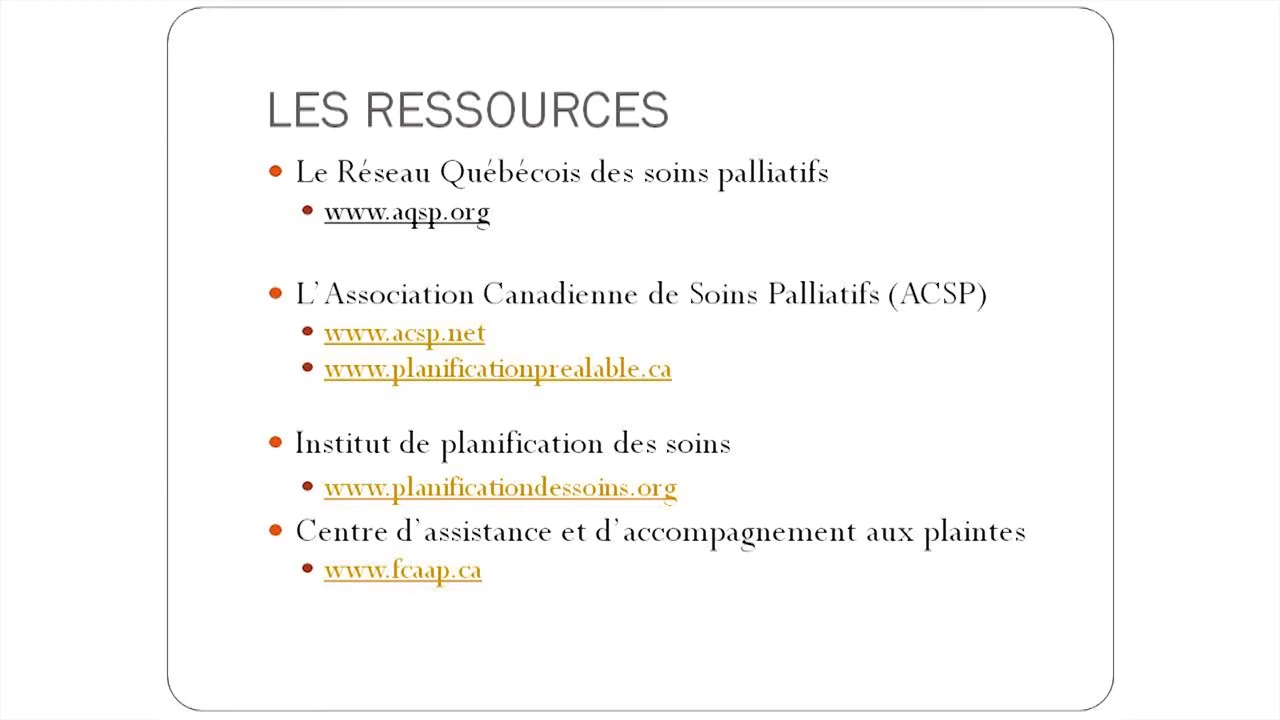 LES RESSOURCES
Le Réseau Québécois des soins palliatifs
www.aqsp.org
L'Association Canadienne de Soins Palliatifs (ACSP)
www.acsp.net
www.planificationprealable.ca
Institut de planification des soins
www.planificationdessoins.org
Centre d'assistance et d'accompagnement aux plaintes
www.fcaap.ca